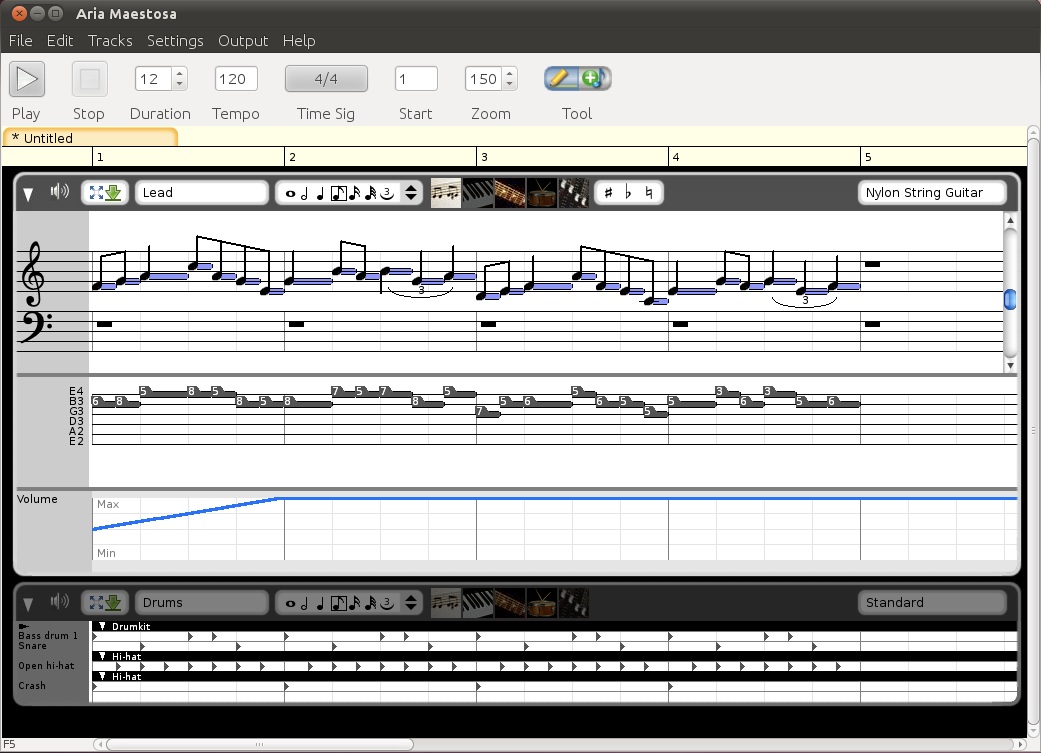 Aria Maestosa
File Edit Tracks Settings Output Help
12 120 4/4 1 150
Play Stop Duration Tempo Time Sig Start Zoom Tool
* Untitled
1 2 3 4 5
Lead 3 Nylon String Guitar
3 3
E4
B3
G3
D3
A2
E2
5 8 5 7 5 7 5 5 3 3
6 8 8 5 8 8 5 6 6 5 5 6 5 6
7 5
Volume
Max
Min
Drums 3 Standard
Drumkit
Bass drum 1
Snare
Hi-hat
Open hi-hat
Hi-hat
Crash
F5